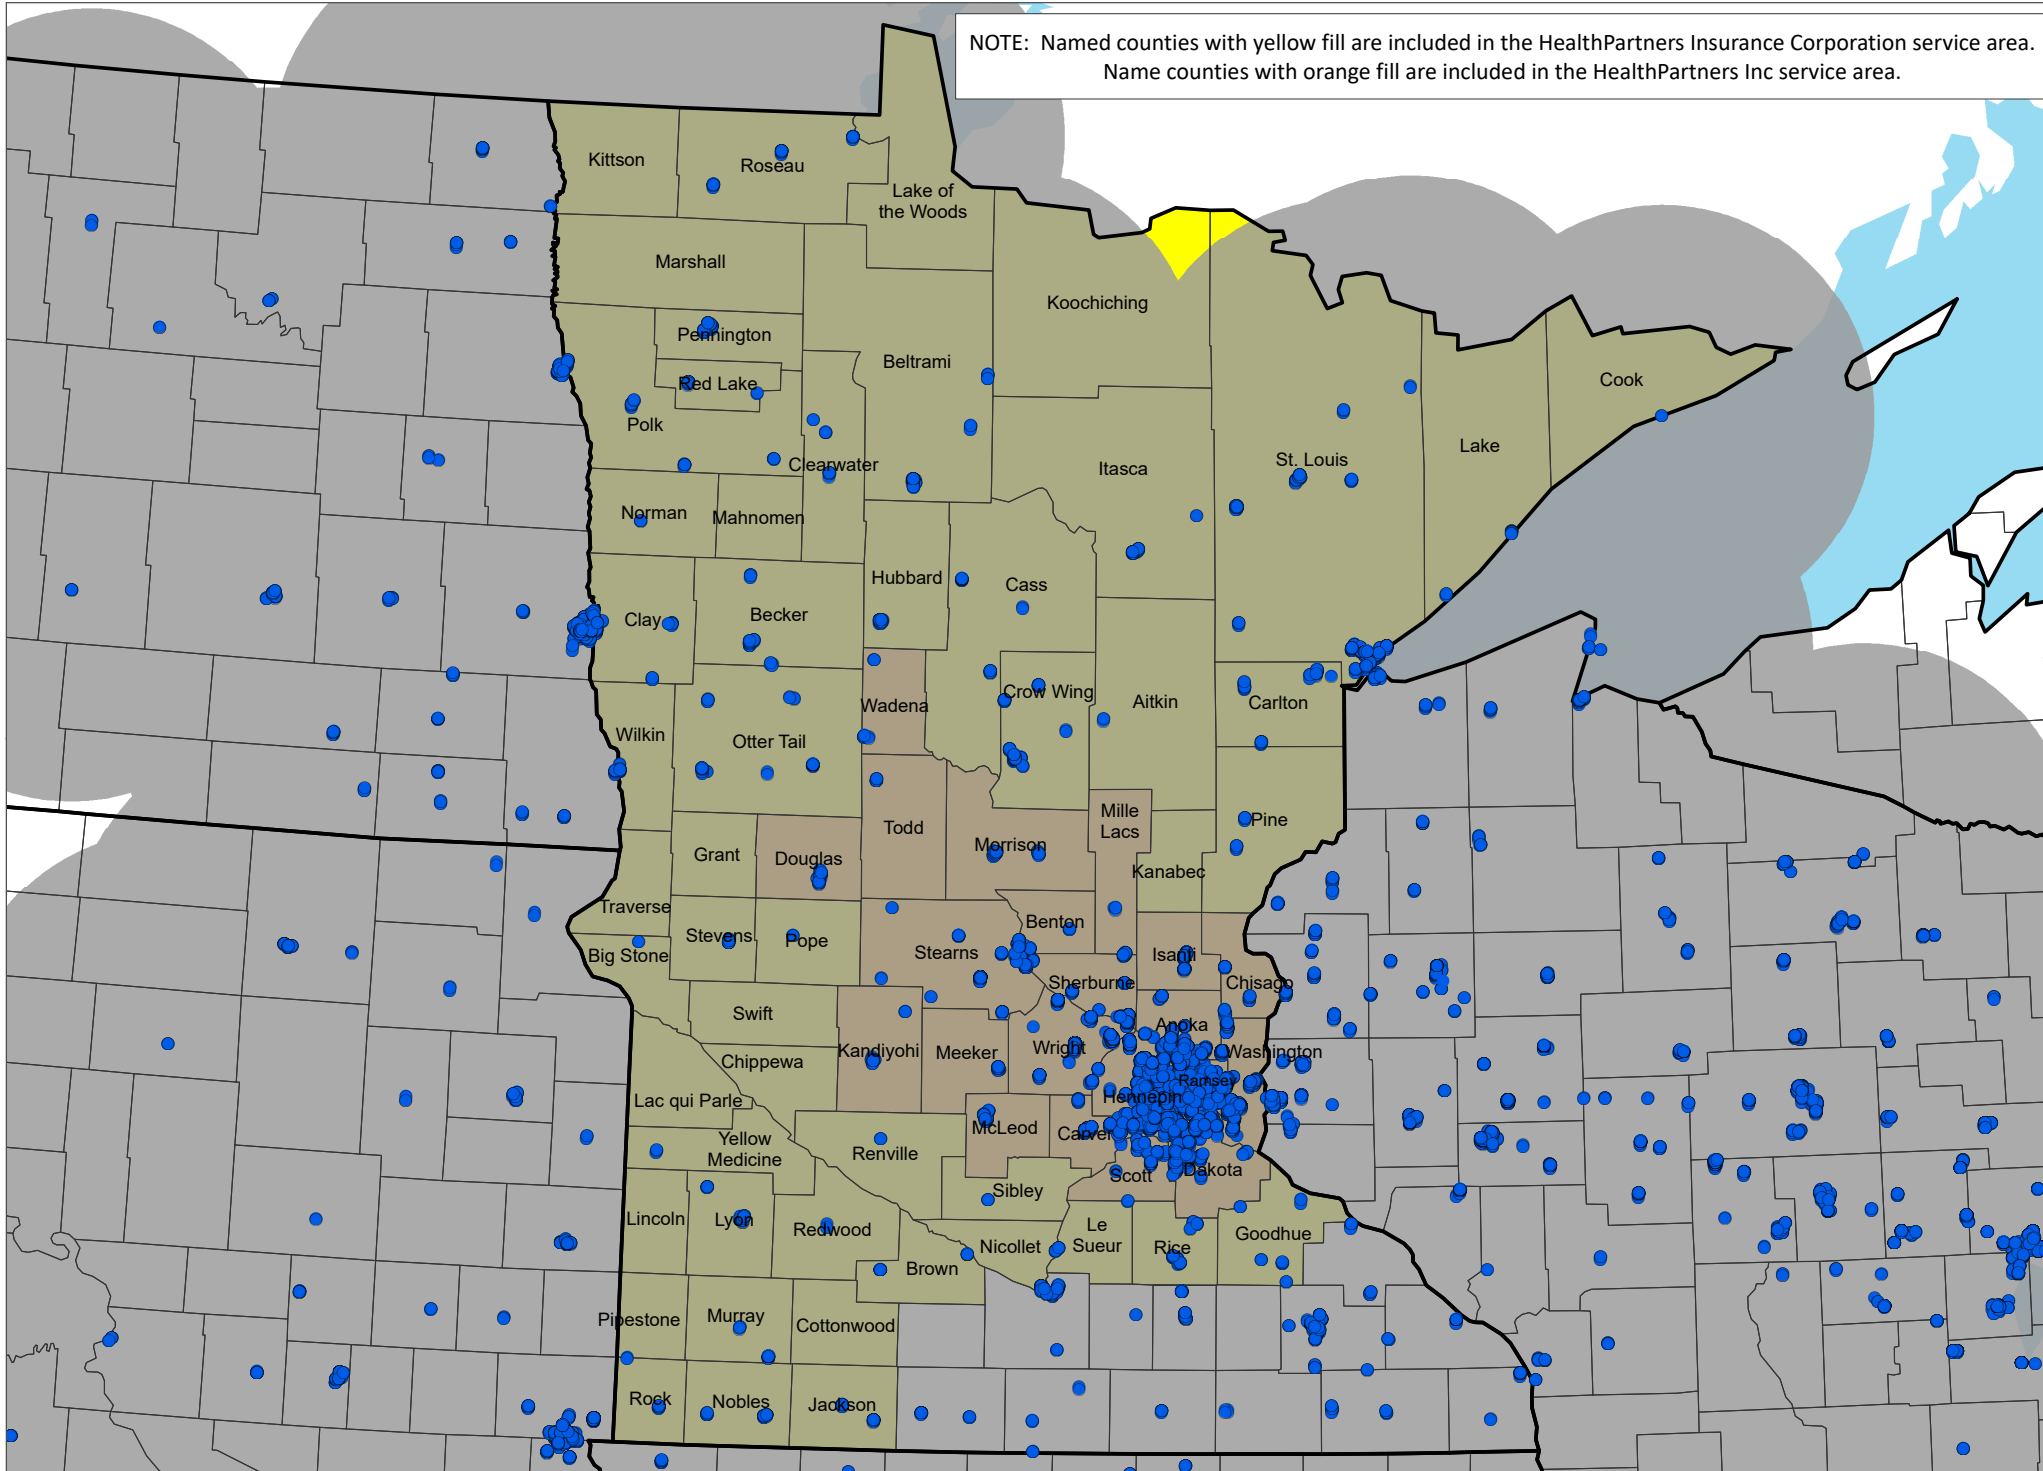 NOTE: Named counties with yellow fill are included in the HealthPartners Insurance Corporation service area.
Name counties with orange fill are included in the HealthPartners Inc service area.
Kittson
Roseau
Lake of
the Woods
Marshall
Koochiching
Pennington
Beltrami
Red Lake
Cook
Polk
Lake
Clearwater
Itasca
St. Louis
Norman
Mahnomen
Hubbard
Cass
Clay
Becker
Wadena
Crow Wing
Aitkin
Carlton
Wilkin
Otter Tail
Mille
Lacs
Pine
Todd
Morrison
Grant
Douglas
Kanabec
Traverse
Benton
Stevens
Pope
Stearns
Isanti
Big Stone
Sherburne
Chisago
Swift
Anoka
Kandiyohi
Meeker
Wright
Washington
Chippewa
Ramsey
Hennepin
Lac qui Parle
McLeod
Carver
Yellow
Medicine
Renville
Scott
Dakota
Sibley
Lincoln
Lyon
Redwood
Le
Sueur
Nicollet
Rice
Goodhue
Brown
Pipestone
Murray
Cottonwood
Rock
Nobles
Jackson